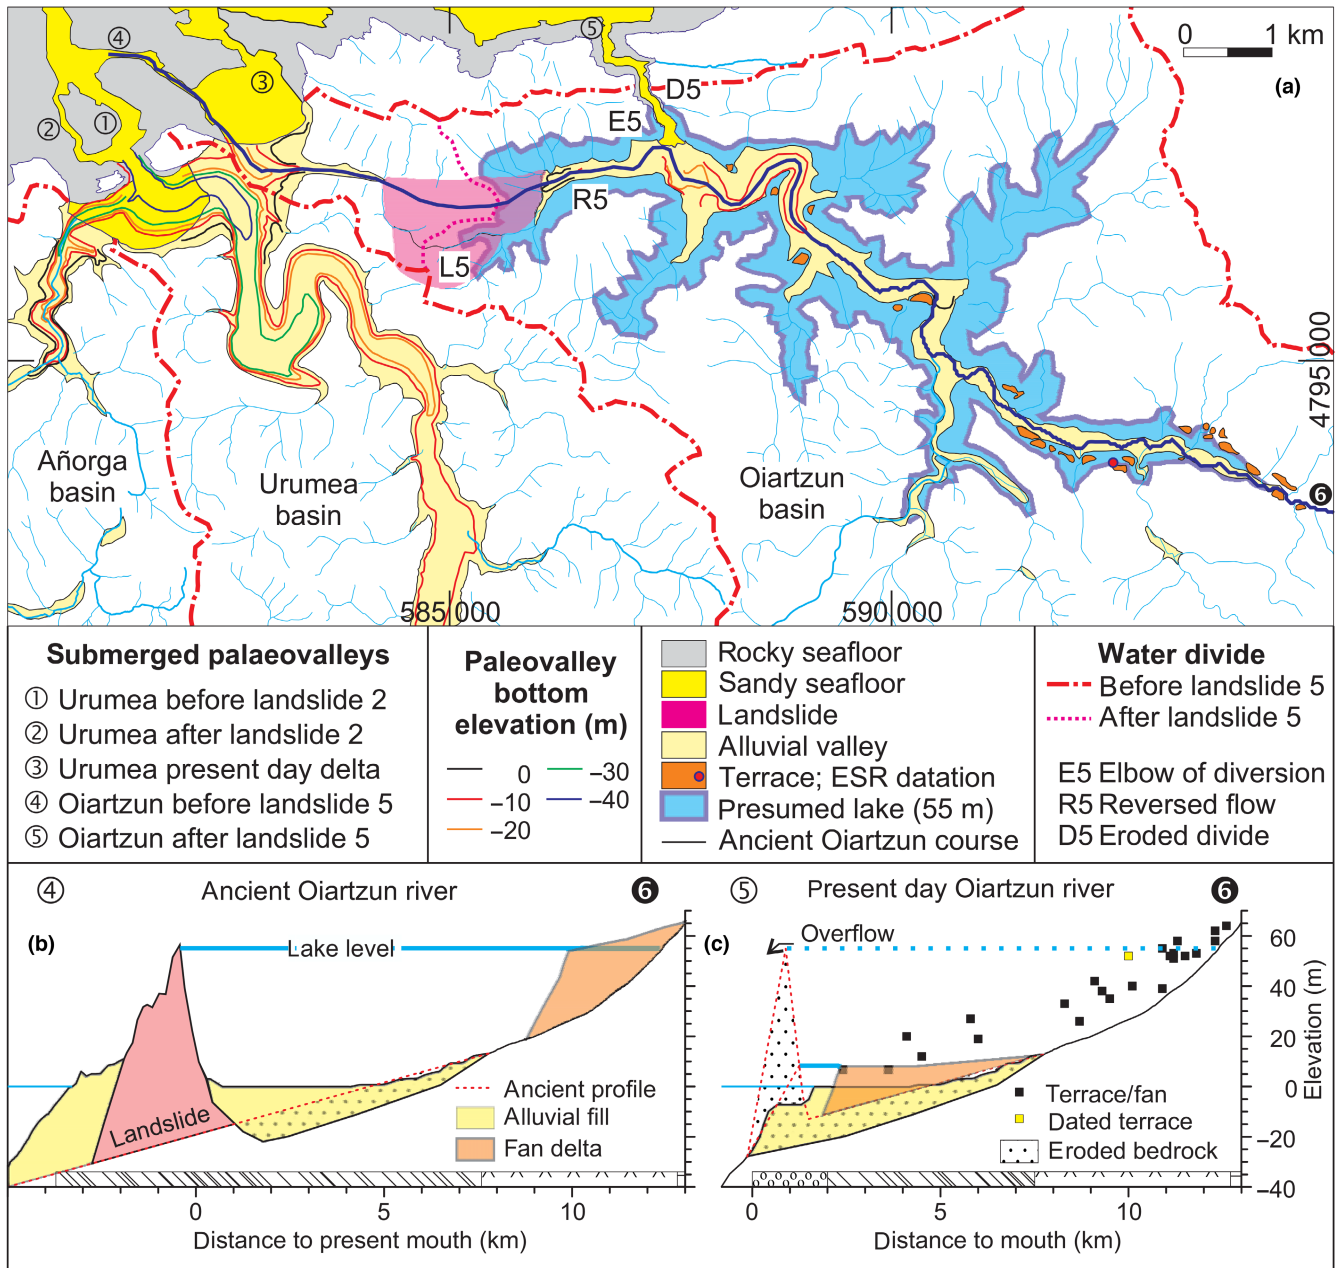 ④
⑤
0 1 km
(a)
③
D5
②
①
E5
R5
L5
4795 000
Añorga
basin
Urumea
basin
Oiartzun
basin
❻
585 000
590 000
Submerged palaeovalleys
① Urumea before landslide 2
② Urumea after landslide 2
③ Urumea present day delta
④ Oiartzun before landslide 5
⑤ Oiartzun after landslide 5
Paleovalley
bottom
elevation (m)
0
–10
–20
–30
–40
Rocky seafloor
Sandy seafloor
Landslide
Alluvial valley
Terrace; ESR datation
Presumed lake (55 m)
Ancient Oiartzun course
Water divide
Before landslide 5
After landslide 5
E5 Elbow of diversion
R5 Reversed flow
D5 Eroded divide
④ Ancient Oiartzun river ❻
(b)
Lake level
Landslide
Ancient profile
Alluvial fill
Fan delta
0 5 10
Distance to present mouth (km)
⑤ Present day Oiartzun river ❻
(c)
Overflow
Terrace/fan
Dated terrace
Eroded bedrock
60
40
20
0
–20
–40
Elevation (m)
0 5 10
Distance to mouth (km)